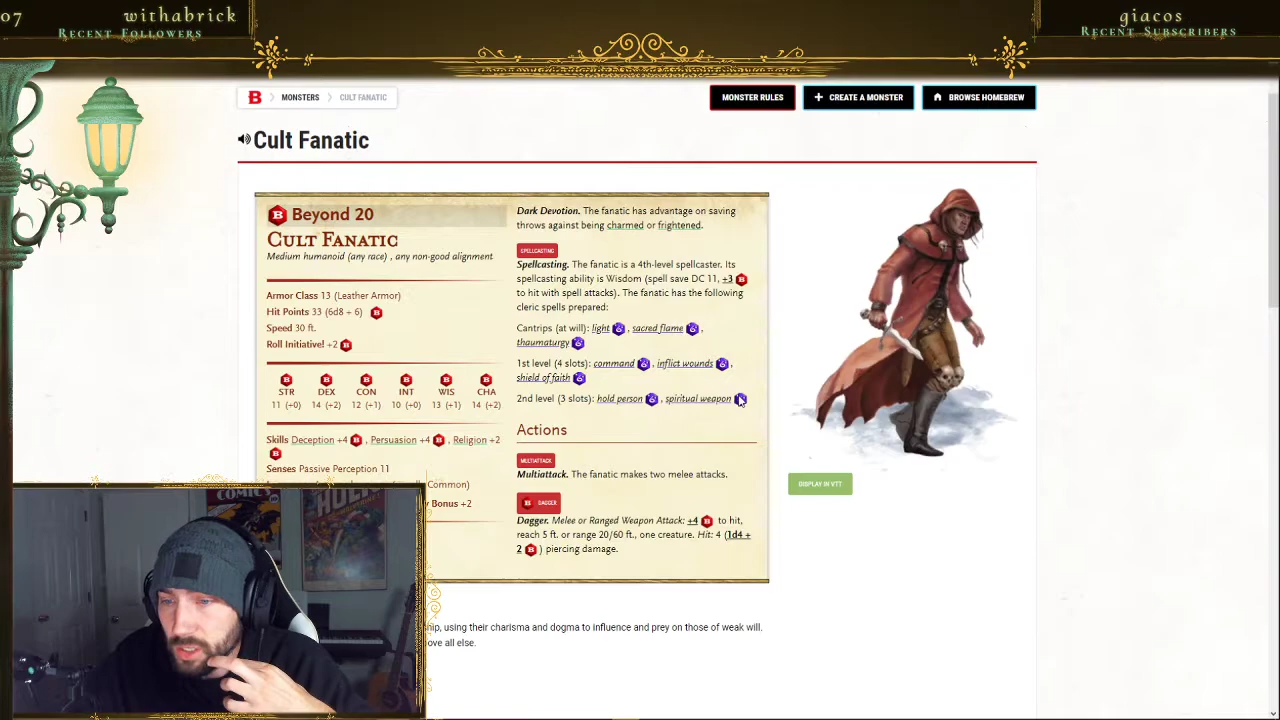 07
withabrick
Recent Followers
giacos
Recent Subscribers
B
MONSTERS
CULT FANATIC
MONSTER RULES
+ CREATE A MONSTER
BROWSE HOMEBREW
Cult Fanatic
B Beyond 20
Cult Fanatic
Medium humanoid (any race) , any non-good alignment
Armor Class 13 (Leather Armor)
Hit Points 33 (6d8 + 6) B
Speed 30 ft.
Roll Initiative! +2 B
B B B B B B
STR DEX CON INT WIS CHA
11 (+0) 14 (+2) 12 (+1) 10 (+0) 13 (+1) 14 (+2)
Skills Deception +4 B , Persuasion +4 B , Religion +2
B
Senses Passive Perception 11
Common)
Bonus +2
Dark Devotion. The fanatic has advantage on saving
throws against being charmed or frightened.
SPELLCASTING
Spellcasting. The fanatic is a 4th-level spellcaster. Its
spellcasting ability is Wisdom (spell save DC 11, +3 B
to hit with spell attacks). The fanatic has the following
cleric spells prepared:
Cantrips (at will): light , sacred flame ,
thaumaturgy
1st level (4 slots): command , inflict wounds ,
shield of faith
2nd level (3 slots): hold person , spiritual weapon
Actions
MULTIATTACK
Multiattack. The fanatic makes two melee attacks.
B DAGGER
Dagger. Melee or Ranged Weapon Attack: +4 B to hit,
reach 5 ft. or range 20/60 ft., one creature. Hit: 4 (1d4 +
2 B ) piercing damage.
DISPLAY IN VTT
using their charisma and dogma to influence and prey on those of weak will.
all else.
COMICS